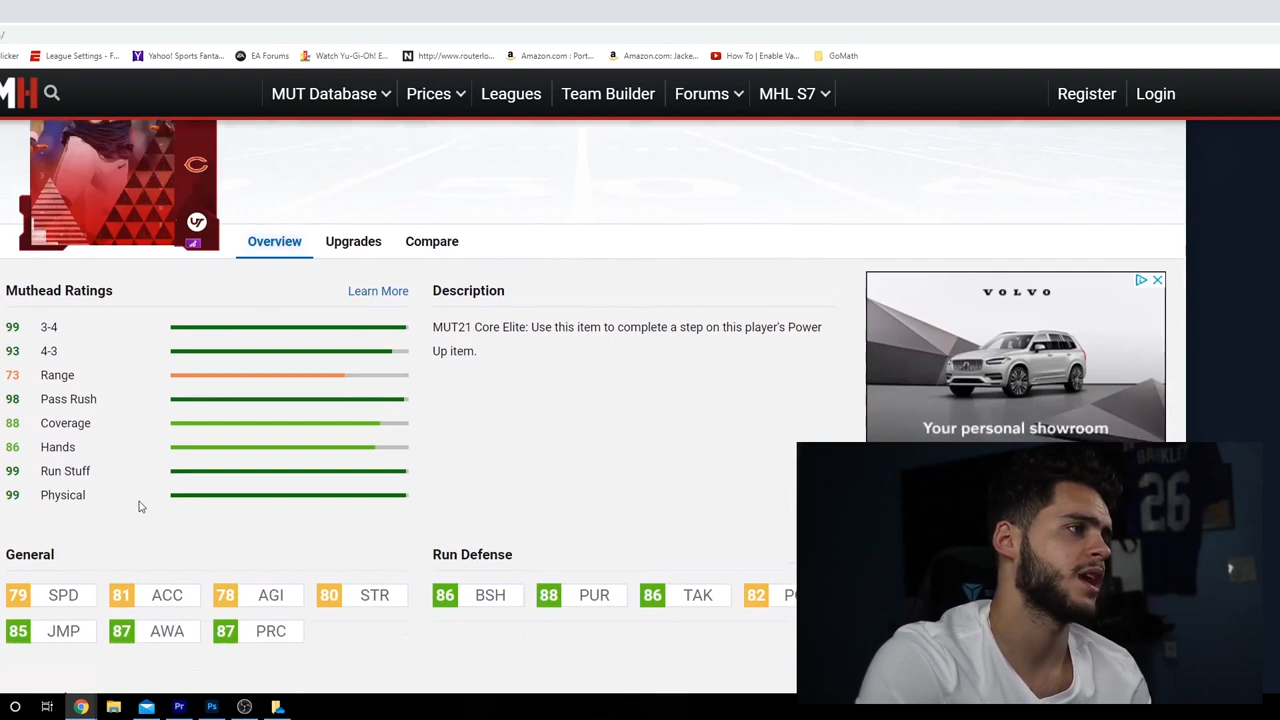 /
licker League Settings - F... Yahoo! Sports Fanta... EA Forums Watch Yu-Gi-Oh! E... http://www.routerlo... Amazon.com : Port... Amazon.com: Jacke... How To | Enable Va... GoMath
MH MUT Database Prices Leagues Team Builder Forums MHL S7 Register Login
UT
Overview Upgrades Compare
Muthead Ratings Learn More Description
99 3-4 MUT21 Core Elite: Use this item to complete a step on this player's Power
93 4-3 Up item.
73 Range
98 Pass Rush
88 Coverage
86 Hands
99 Run Stuff
99 Physical
VOLVO
Your personal showroom
26
General Run Defense
79 SPD 81 ACC 78 AGI 80 STR 86 BSH 88 PUR 86 TAK 82
85 JMP 87 AWA 87 PRC